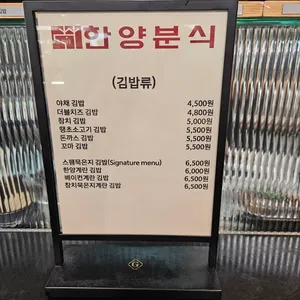 한양분식
(김밥류)
야채 김밥 4,500원
더블치즈 김밥 4,800원
참치 김밥 5,000원
땡초소고기 김밥 5,500원
돈까스 김밥 5,500원
꼬마 김밥 5,500원
스팸묵은지 김밥(Signature menu) 6,500원
한양계란 김밥 6,000원
베이컨계란 김밥 6,500원
참치묵은지계란 김밥 6,500원
G